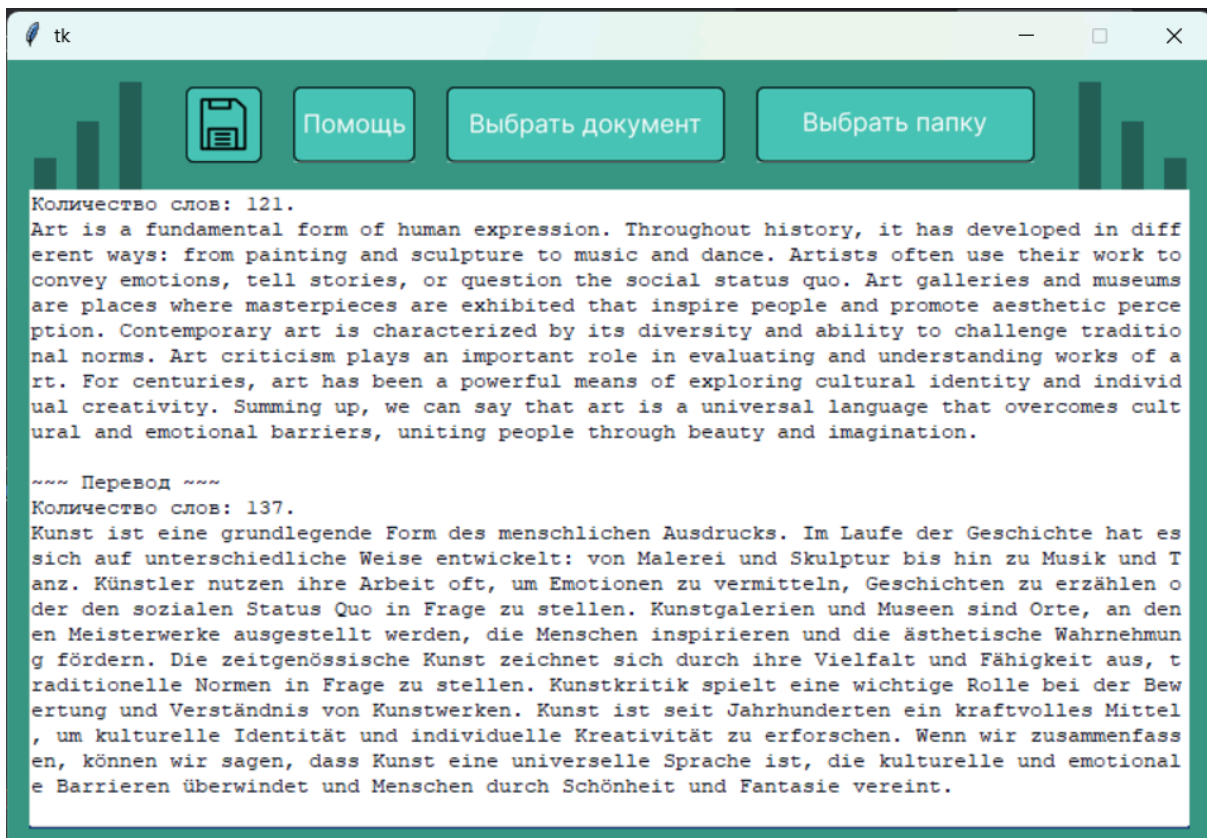 tk
Помощь
Выбрать документ
Выбрать папку
Количество слов: 121.
Art is a fundamental form of human expression. Throughout history, it has developed in diff
erent ways: from painting and sculpture to music and dance. Artists often use their work to
convey emotions, tell stories, or question the social status quo. Art galleries and museums
are places where masterpieces are exhibited that inspire people and promote aesthetic perce
ption. Contemporary art is characterized by its diversity and ability to challenge traditio
nal norms. Art criticism plays an important role in evaluating and understanding works of a
rt. For centuries, art has been a powerful means of exploring cultural identity and individ
ual creativity. Summing up, we can say that art is a universal language that overcomes cult
ural and emotional barriers, uniting people through beauty and imagination.
~~~ Перевод ~~~
Количество слов: 137.
Kunst ist eine grundlegende Form des menschlichen Ausdrucks. Im Laufe der Geschichte hat es
sich auf unterschiedliche Weise entwickelt: von Malerei und Skulptur bis hin zu Musik und T
anz. Künstler nutzen ihre Arbeit oft, um Emotionen zu vermitteln, Geschichten zu erzählen o
der den sozialen Status Quo in Frage zu stellen. Kunstgalerien und Museen sind Orte, an den
en Meisterwerke ausgestellt werden, die Menschen inspirieren und die ästhetische Wahrnehmun
g fördern. Die zeitgenössische Kunst zeichnet sich durch ihre Vielfalt und Fähigkeit aus, t
raditionelle Normen in Frage zu stellen. Kunstkritik spielt eine wichtige Rolle bei der Bew
ertung und Verständnis von Kunstwerken. Kunst ist seit Jahrhunderten ein kraftvolles Mittel
, um kulturelle Identität und individuelle Kreativität zu erforschen. Wenn wir zusammenfass
en, können wir sagen, dass Kunst eine universelle Sprache ist, die kulturelle und emotional
e Barrieren überwindet und Menschen durch Schönheit und Fantasie vereint.